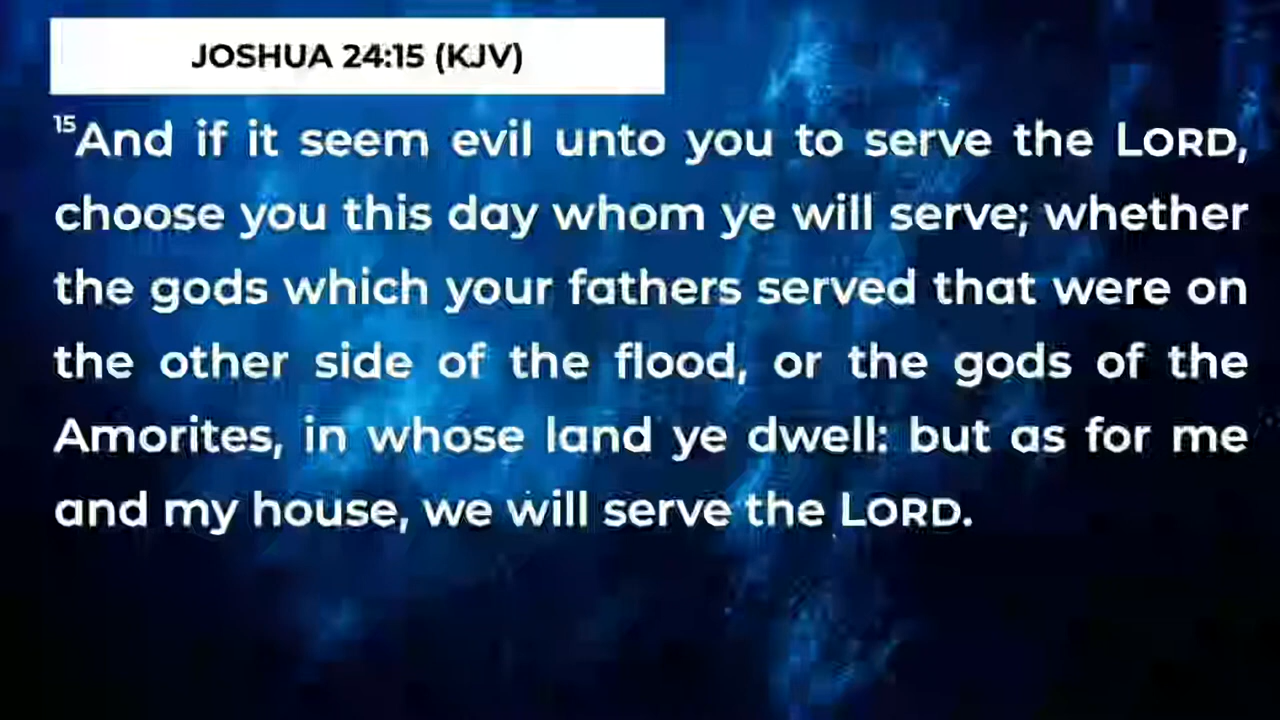 JOSHUA 24:15 (KJV)
15And if it seem evil unto you to serve the LORD,
choose you this day whom ye will serve; whether
the gods which your fathers served that were on
the other side of the flood, or the gods of the
Amorites, in whose land ye dwell: but as for me
and my house, we will serve the LORD.